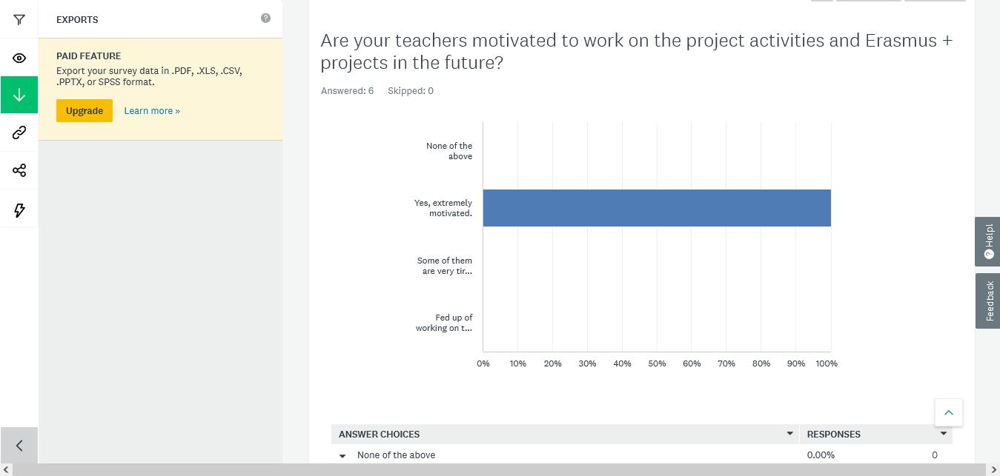 EXPORTS
PAID FEATURE
Export your survey data in .PDF, .XLS, .CSV,
.PPTX, or SPSS format.
Upgrade
Learn more »
Are your teachers motivated to work on the project activities and Erasmus +
projects in the future?
Answered: 6 Skipped: 0
None of the
above
Yes, extremely
motivated.
Some of them
are very tir...
Fed up of
working on t...
0% 10% 20% 30% 40% 50% 60% 70% 80% 90% 100%
Help!
Feedback
ANSWER CHOICES RESPONSES
None of the above 0.00% 0